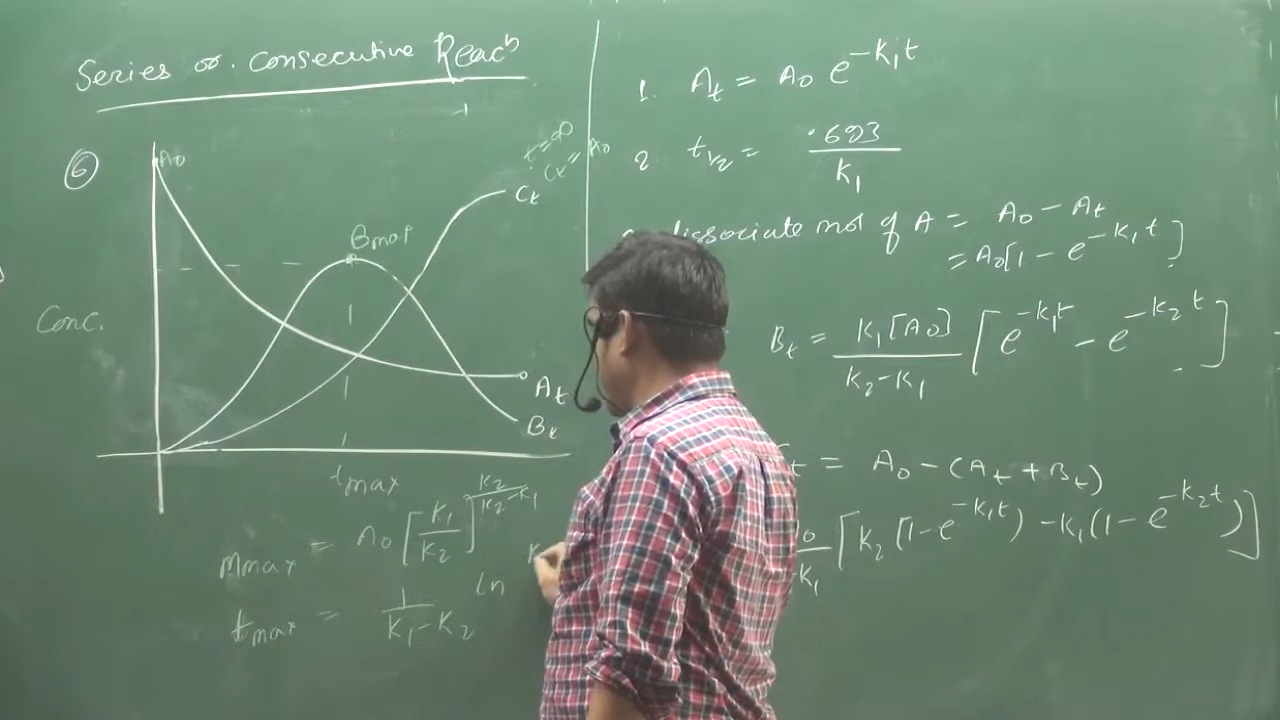 Series or. consecutive Reacn
6
A0
Conc.
Bmax
t=∞
C∝ = A0
Ct
At
Bt
tmax
Mmax = A0 [K1/K2]^(K2/K2-K1)
tmax = 1/K1-K2 ln
1. At = A0 e^-K1t
2. t1/2 = .693/K1
dissociate mol of A = A0 - At
= A0[1 - e^-K1t]
Bt = K1[A0]/K2-K1 [e^-K1t - e^-K2t]
t = A0 - (At + Bt)
[K2 (1-e^-K1t) - K1(1- e^-K2t)]